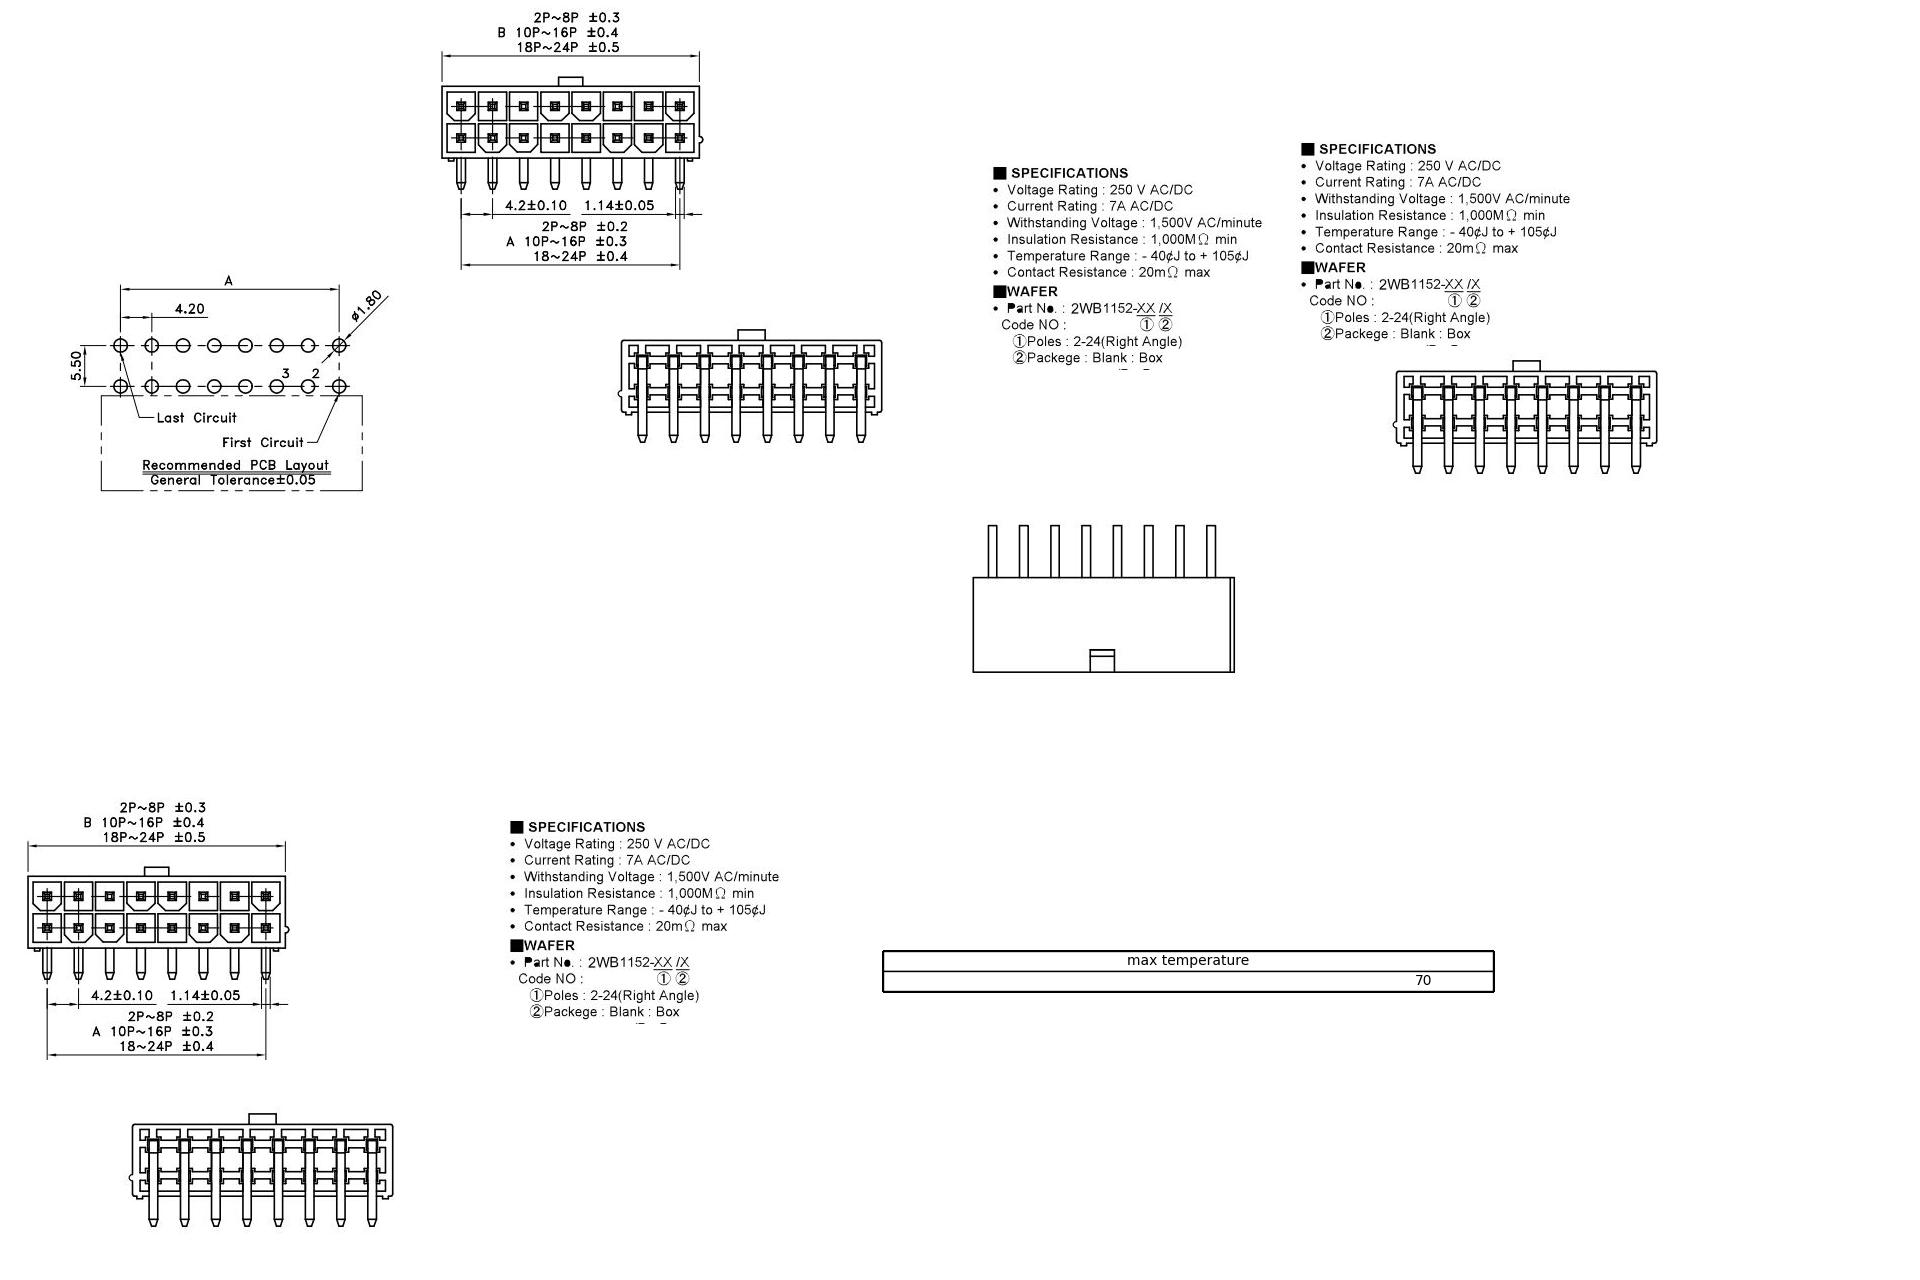 2P~8P ±0.3
B 10P~16P ±0.4
18P~24P ±0.5
4.2±0.10 1.14±0.05
2P~8P ±0.2
A 10P~16P ±0.3
18~24P ±0.4
A
4.20
ø1.80
5.50
3 2
Last Circuit
First Circuit
Recommended PCB Layout
General Tolerance±0.05
■ SPECIFICATIONS
• Voltage Rating : 250 V AC/DC
• Current Rating : 7A AC/DC
• Withstanding Voltage : 1,500V AC/minute
• Insulation Resistance : 1,000MΩ min
• Temperature Range : - 40¢J to + 105¢J
• Contact Resistance : 20mΩ max
■WAFER
• Part No. : 2WB1152-XX /X
Code NO : ① ②
①Poles : 2-24(Right Angle)
②Packege : Blank : Box
■ SPECIFICATIONS
• Voltage Rating : 250 V AC/DC
• Current Rating : 7A AC/DC
• Withstanding Voltage : 1,500V AC/minute
• Insulation Resistance : 1,000MΩ min
• Temperature Range : - 40¢J to + 105¢J
• Contact Resistance : 20mΩ max
■WAFER
• Part No. : 2WB1152-XX /X
Code NO : ① ②
①Poles : 2-24(Right Angle)
②Packege : Blank : Box
2P~8P ±0.3
B 10P~16P ±0.4
18P~24P ±0.5
4.2±0.10 1.14±0.05
2P~8P ±0.2
A 10P~16P ±0.3
18~24P ±0.4
■ SPECIFICATIONS
• Voltage Rating : 250 V AC/DC
• Current Rating : 7A AC/DC
• Withstanding Voltage : 1,500V AC/minute
• Insulation Resistance : 1,000MΩ min
• Temperature Range : - 40¢J to + 105¢J
• Contact Resistance : 20mΩ max
■WAFER
• Part No. : 2WB1152-XX /X
Code NO : ① ②
①Poles : 2-24(Right Angle)
②Packege : Blank : Box
max temperature
70